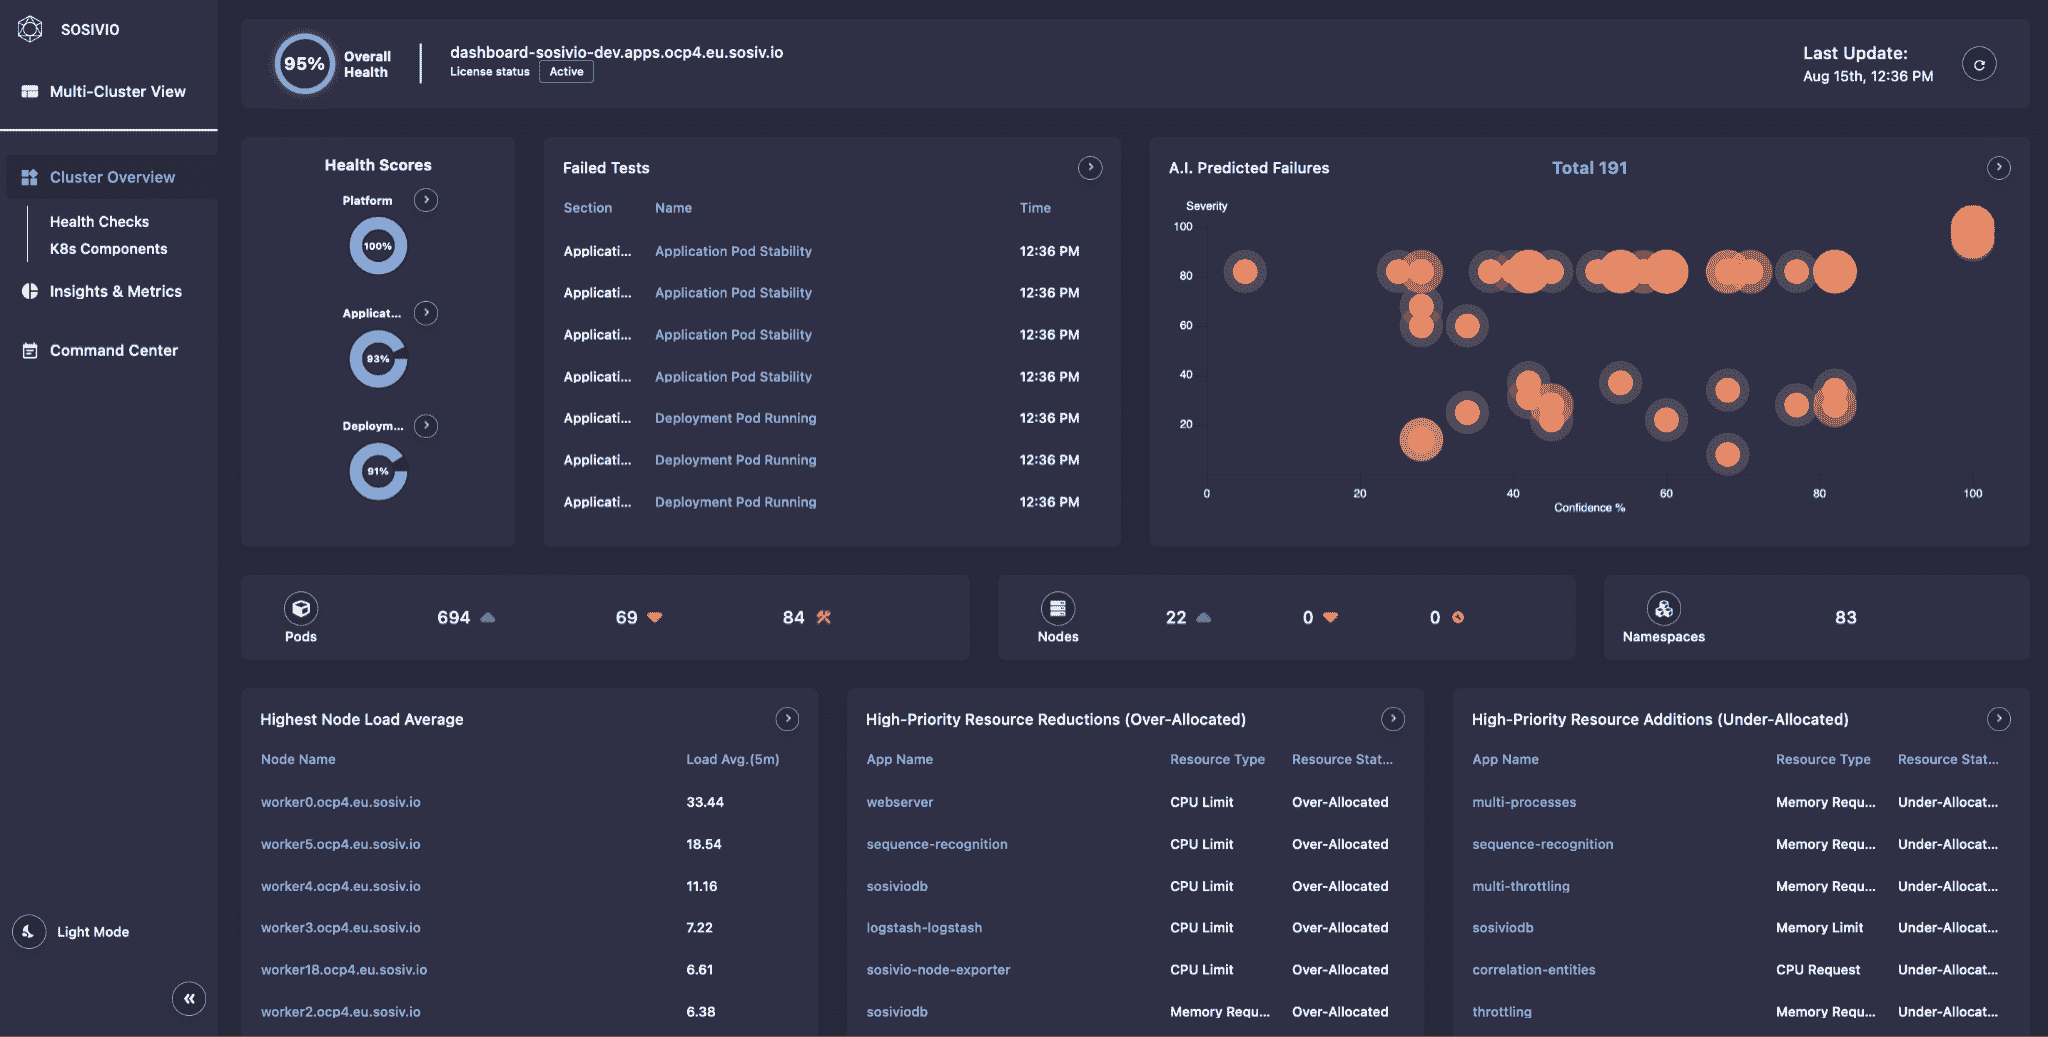 SOSIVIO
Multi-Cluster View
Cluster Overview
Health Checks
K8s Components
Insights & Metrics
Command Center
Light Mode
95%
Overall
Health
dashboard-sosivio-dev.apps.ocp4.eu.sosiv.io
License status Active
Last Update:
Aug 15th, 12:36 PM
Health Scores
Platform
100%
Applicat...
93%
Deploym...
91%
Failed Tests
Section Name Time
Applicati... Application Pod Stability 12:36 PM
Applicati... Application Pod Stability 12:36 PM
Applicati... Application Pod Stability 12:36 PM
Applicati... Application Pod Stability 12:36 PM
Applicati... Deployment Pod Running 12:36 PM
Applicati... Deployment Pod Running 12:36 PM
Applicati... Deployment Pod Running 12:36 PM
A.I. Predicted Failures Total 191
Severity
100
80
60
40
20
0 20 40 60 80 100
Confidence %
Pods 694 69 84
Nodes 22 0 0
Namespaces 83
Highest Node Load Average
Node Name Load Avg.(5m)
worker0.ocp4.eu.sosiv.io 33.44
worker5.ocp4.eu.sosiv.io 18.54
worker4.ocp4.eu.sosiv.io 11.16
worker3.ocp4.eu.sosiv.io 7.22
worker18.ocp4.eu.sosiv.io 6.61
worker2.ocp4.eu.sosiv.io 6.38
High-Priority Resource Reductions (Over-Allocated)
App Name Resource Type Resource Stat...
webserver CPU Limit Over-Allocated
sequence-recognition CPU Limit Over-Allocated
sosiviodb CPU Limit Over-Allocated
logstash-logstash CPU Limit Over-Allocated
sosivio-node-exporter CPU Limit Over-Allocated
sosiviodb Memory Requ... Over-Allocated
High-Priority Resource Additions (Under-Allocated)
App Name Resource Type Resource Stat...
multi-processes Memory Requ... Under-Allocat...
sequence-recognition Memory Requ... Under-Allocat...
multi-throttling Memory Requ... Under-Allocat...
sosiviodb Memory Limit Under-Allocat...
correlation-entities CPU Request Under-Allocat...
throttling Memory Requ... Under-Allocat...